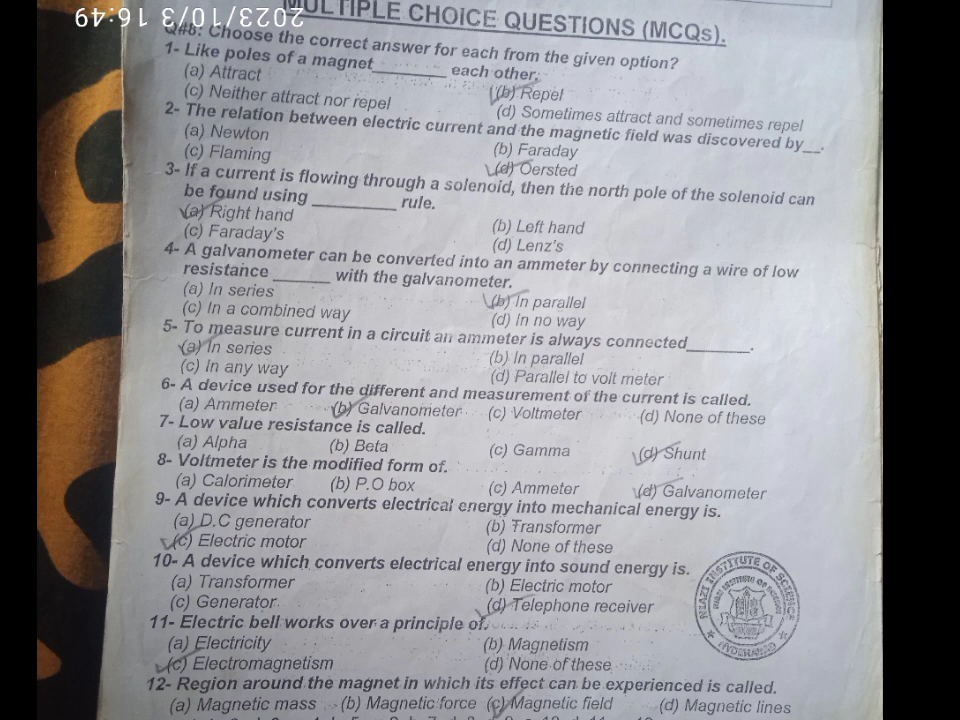 2023/10/3 16:49
MULTIPLE CHOICE QUESTIONS (MCQs).
Q#8: Choose the correct answer for each from the given option?
1- Like poles of a magnet________ each other.
(a) Attract
(b) Repel
(c) Neither attract nor repel
(d) Sometimes attract and sometimes repel
2- The relation between electric current and the magnetic field was discovered by__.
(a) Newton
(b) Faraday
(c) Flaming
(d) Oersted
3- If a current is flowing through a solenoid, then the north pole of the solenoid can
be found using _________ rule.
(a) Right hand
(b) Left hand
(c) Faraday's
(d) Lenz's
4- A galvanometer can be converted into an ammeter by connecting a wire of low
resistance ______ with the galvanometer.
(a) In series
(b) In parallel
(c) In a combined way
(d) In no way
5- To measure current in a circuit an ammeter is always connected_______.
(a) In series
(b) In parallel
(c) In any way
(d) Parallel to volt meter
6- A device used for the different and measurement of the current is called.
(a) Ammeter (b) Galvanometer (c) Voltmeter (d) None of these
7- Low value resistance is called.
(a) Alpha (b) Beta (c) Gamma (d) Shunt
8- Voltmeter is the modified form of.
(a) Calorimeter (b) P.O box (c) Ammeter (d) Galvanometer
9- A device which converts electrical energy into mechanical energy is.
(a) D.C generator
(b) Transformer
(c) Electric motor
(d) None of these
10- A device which converts electrical energy into sound energy is.
(a) Transformer
(b) Electric motor
(c) Generator
(d) Telephone receiver
11- Electric bell works over a principle of.
(a) Electricity
(b) Magnetism
(c) Electromagnetism
(d) None of these
NIAZI INSTITUTE OF SCIENCE
HYDERABAD
12- Region around the magnet in which its effect can be experienced is called.
(a) Magnetic mass (b) Magnetic force (c) Magnetic field (d) Magnetic lines